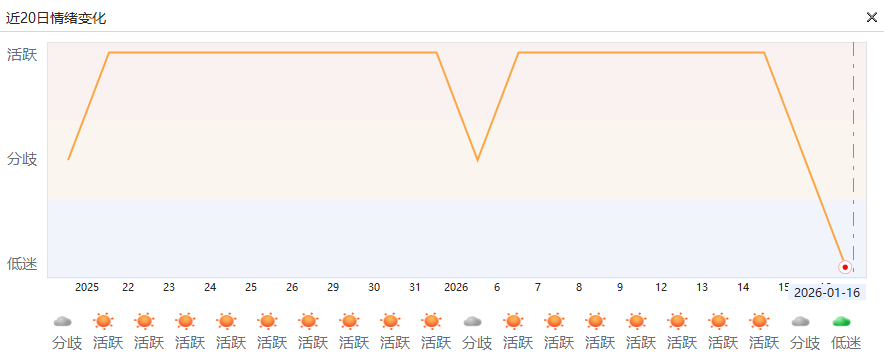 近20日情绪变化
活跃
分歧
低迷
2025 22 23 24 25 26 29 30 31 2026 6 7 8 9 12 13 14 15
2026-01-16
分歧 活跃 活跃 活跃 活跃 活跃 活跃 活跃 活跃 活跃 分歧 活跃 活跃 活跃 活跃 活跃 活跃 活跃 分歧 低迷